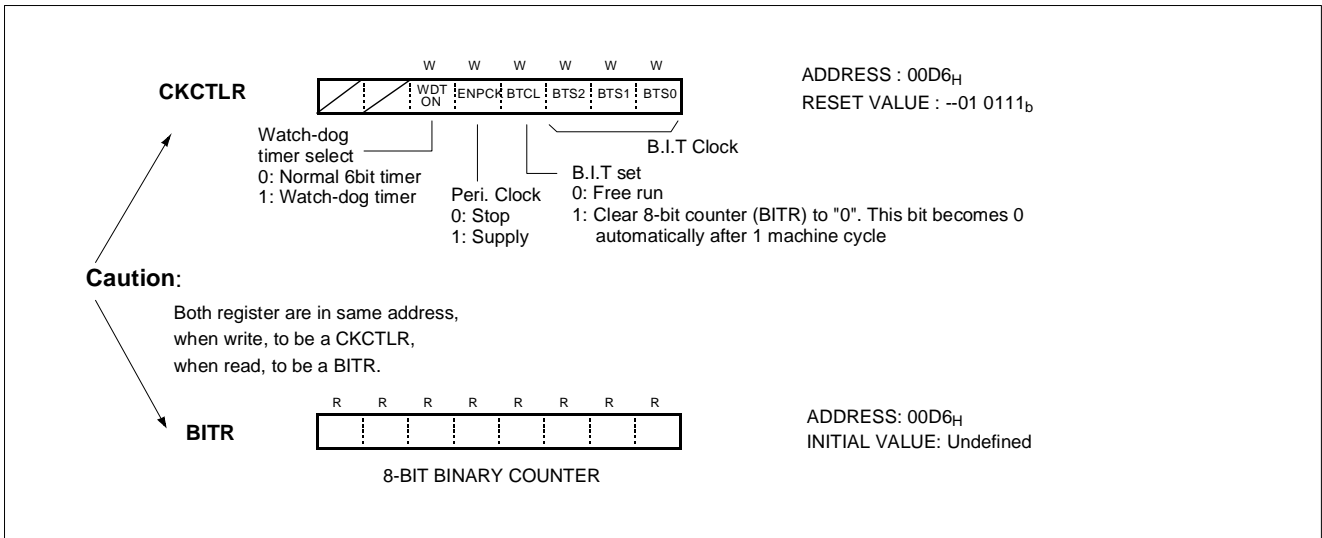 W W W W W W
CKCTLR
WDT ON ENPCK BTCL BTS2 BTS1 BTS0
ADDRESS : 00D6H
RESET VALUE : --01 0111b
Watch-dog
timer select
0: Normal 6bit timer
1: Watch-dog timer
Peri. Clock
0: Stop
1: Supply
B.I.T Clock
B.I.T set
0: Free run
1: Clear 8-bit counter (BITR) to "0". This bit becomes 0
automatically after 1 machine cycle
Caution:
Both register are in same address,
when write, to be a CKCTLR,
when read, to be a BITR.
R R R R R R R R
BITR
ADDRESS: 00D6H
INITIAL VALUE: Undefined
8-BIT BINARY COUNTER